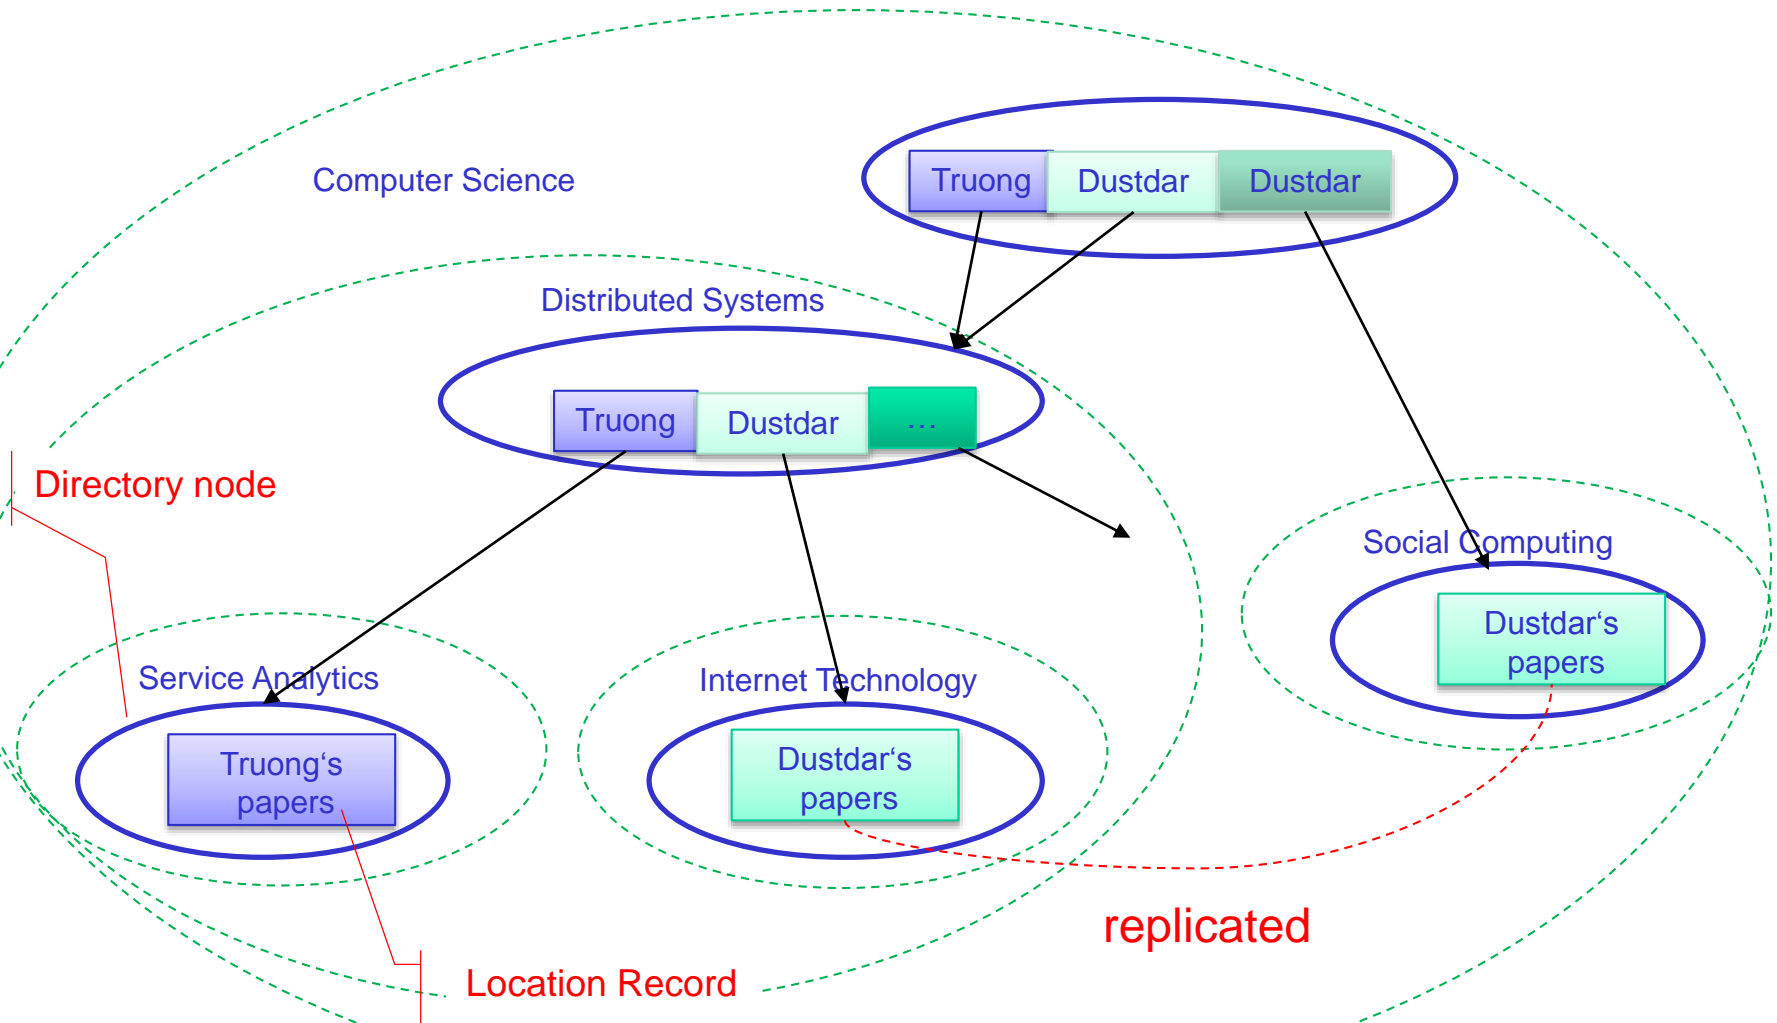 Computer Science
Truong
Dustdar
Dustdar
Distributed Systems
Truong
Dustdar
...
Directory node
Social Computing
Dustdar‘s
papers
Service Analytics
Internet Technology
Truong‘s
papers
Dustdar‘s
papers
replicated
Location Record